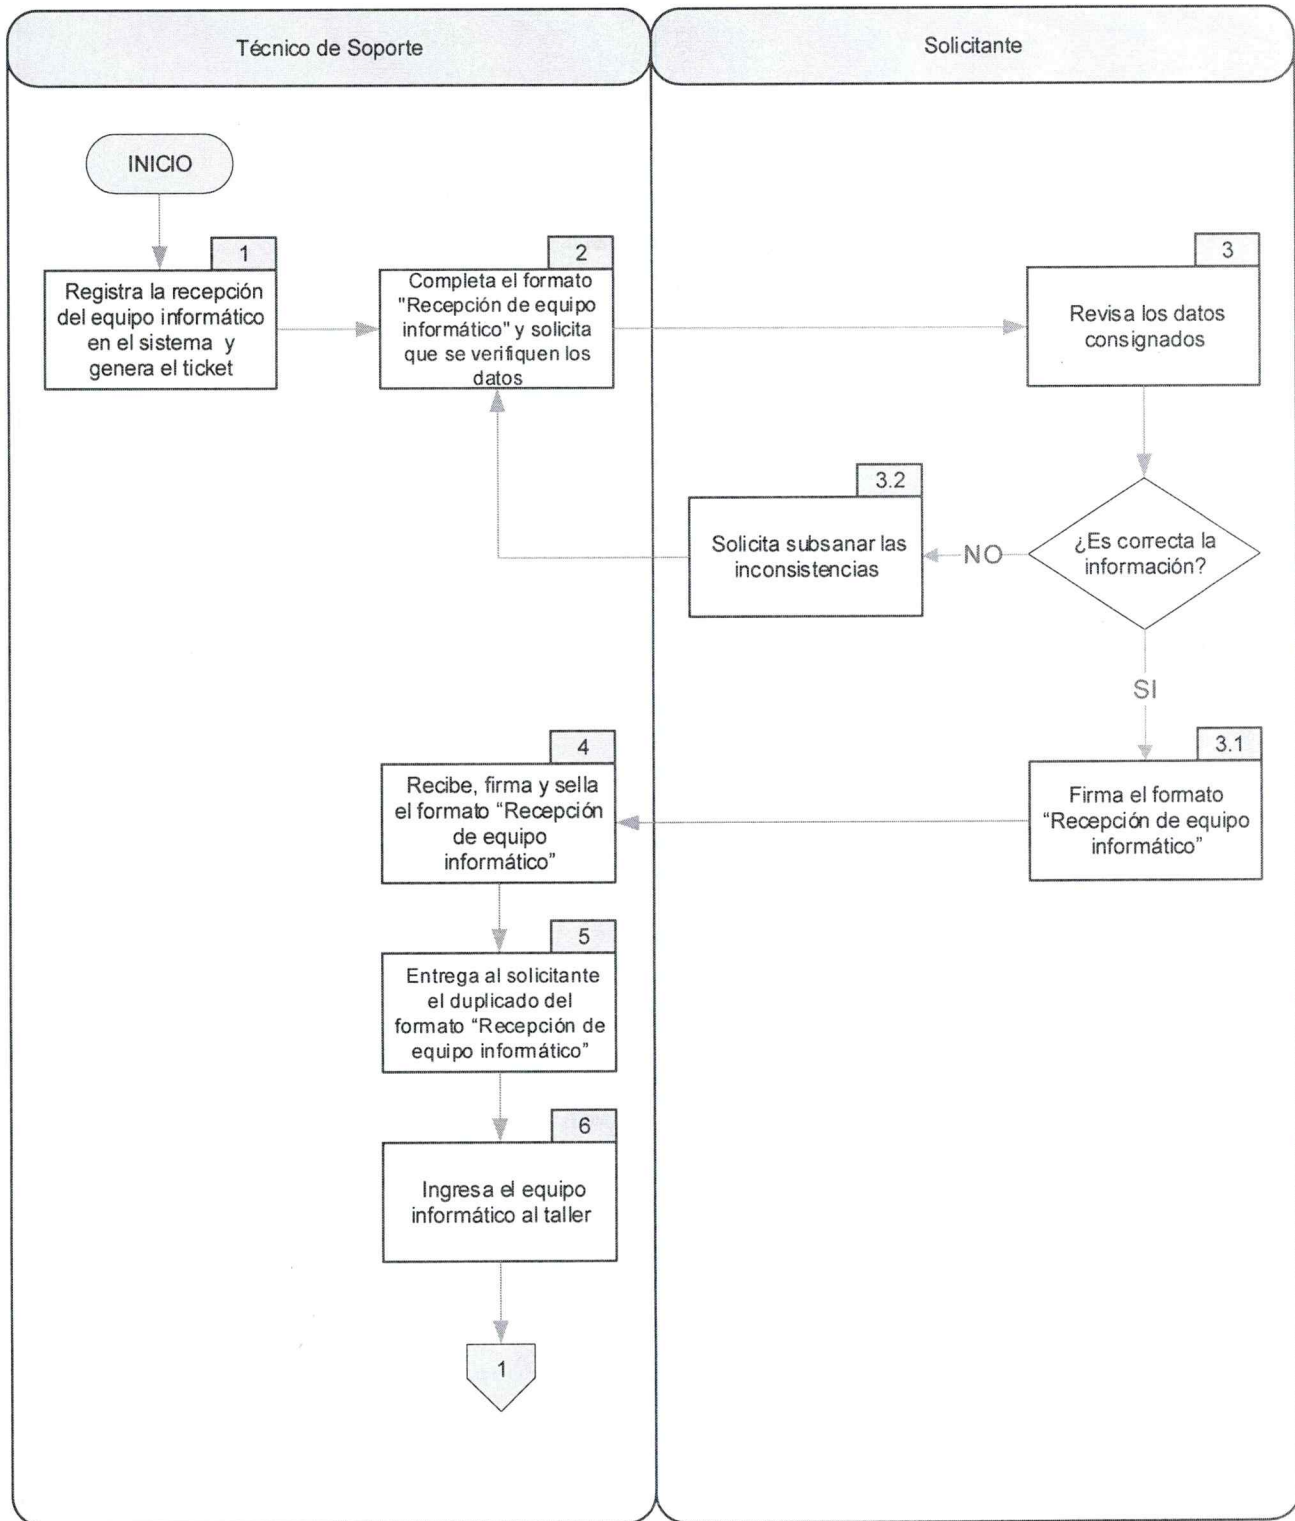 Técnico de Soporte
Solicitante
INICIO
1
Registra la recepción
del equipo informático
en el sistema y
genera el ticket
2
Completa el formato
"Recepción de equipo
informático" y solicita
que se verifiquen los
datos
3
Revisa los datos
consignados
¿Es correcta la
información?
NO
3.2
Solicita subsanar las
inconsistencias
SI
3.1
Firma el formato
“Recepción de equipo
informático”
4
Recibe, firma y sella
el formato “Recepción
de equipo
informático”
5
Entrega al solicitante
el duplicado del
formato “Recepción de
equipo informático”
6
Ingresa el equipo
informático al taller
1